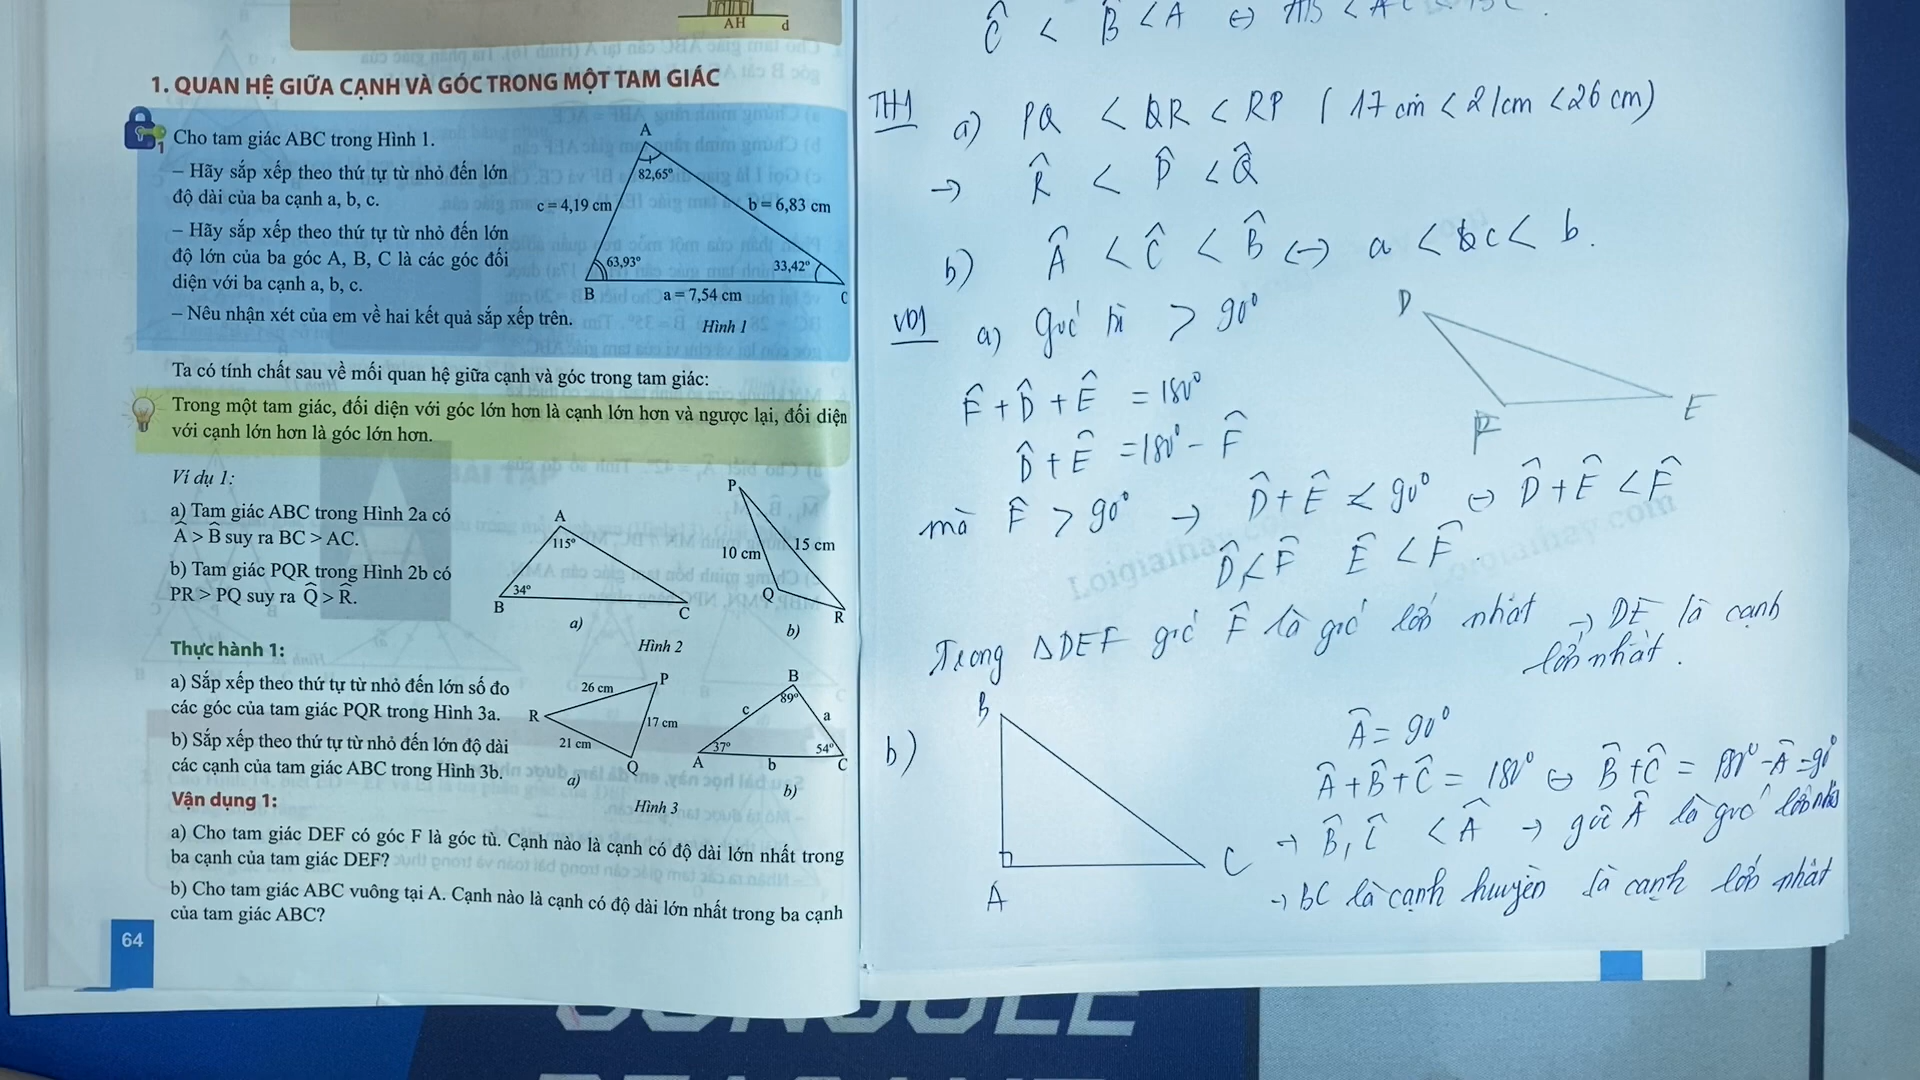 AH d
1. QUAN HỆ GIỮA CẠNH VÀ GÓC TRONG MỘT TAM GIÁC
1 Cho tam giác ABC trong Hình 1.
– Hãy sắp xếp theo thứ tự từ nhỏ đến lớn
độ dài của ba cạnh a, b, c.
– Hãy sắp xếp theo thứ tự từ nhỏ đến lớn
độ lớn của ba góc A, B, C là các góc đối
diện với ba cạnh a, b, c.
– Nêu nhận xét của em về hai kết quả sắp xếp trên.
A
82,65°
c = 4,19 cm
b = 6,83 cm
63,93°
33,42°
B
a = 7,54 cm
C
Hình 1
Ta có tính chất sau về mối quan hệ giữa cạnh và góc trong tam giác:
Trong một tam giác, đối diện với góc lớn hơn là cạnh lớn hơn và ngược lại, đối diện
với cạnh lớn hơn là góc lớn hơn.
Ví dụ 1:
a) Tam giác ABC trong Hình 2a có
Â > B̂ suy ra BC > AC.
b) Tam giác PQR trong Hình 2b có
PR > PQ suy ra Q̂ > R̂.
A
115°
34°
B
C
a)
P
10 cm
15 cm
Q
R
b)
Hình 2
Thực hành 1:
a) Sắp xếp theo thứ tự từ nhỏ đến lớn số đo
các góc của tam giác PQR trong Hình 3a.
b) Sắp xếp theo thứ tự từ nhỏ đến lớn độ dài
các cạnh của tam giác ABC trong Hình 3b.
26 cm
P
R
17 cm
21 cm
Q
a)
B
89°
c
a
37°
54°
A
b
C
b)
Hình 3
Vận dụng 1:
a) Cho tam giác DEF có góc F là góc tù. Cạnh nào là cạnh có độ dài lớn nhất trong
ba cạnh của tam giác DEF?
b) Cho tam giác ABC vuông tại A. Cạnh nào là cạnh có độ dài lớn nhất trong ba cạnh
của tam giác ABC?
64
Ĉ < B̂ < A ⇔ AB < AC
TH1
a) PQ < QR < RP ( 17 cm < 21cm < 26 cm)
→ R̂ < P̂ < Q̂
b) Â < Ĉ < B̂ ⇔ a < c < b.
VD1
a) góc tù > 90°
F̂ + D̂ + Ê = 180°
D̂ + Ê = 180° − F̂
mà F̂ > 90° → D̂ + Ê < 90° ⇔ D̂ + Ê < F̂
D̂ < F̂ Ê < F̂.
D
F
E
Trong ΔDEF góc F̂ là góc lớn nhất → DE là cạnh
lớn nhất.
b)
B
A
C
Â = 90°
Â + B̂ + Ĉ = 180° ⇔ B̂ + Ĉ = 180° − Â = 90°
→ B̂, Ĉ < Â → góc Â là góc lớn nhất
→ BC là cạnh huyền là cạnh lớn nhất
Loigiaihay.com